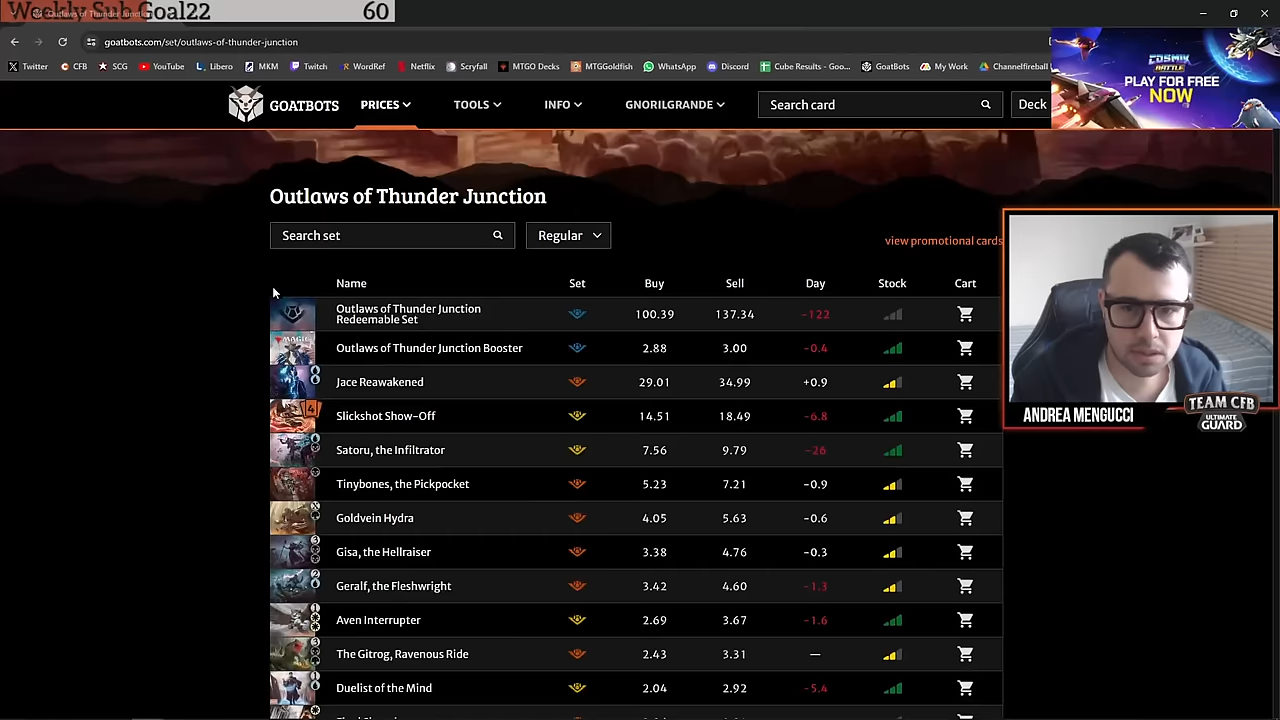 Weekly Sub Goal22 60
goatbots.com/set/outlaws-of-thunder-junction
Twitter CFB SCG YouTube Libero MKM Twitch WordRef Netflix Scryfall MTGO Decks MTGGoldfish WhatsApp Discord Cube Results - Goo... GoatBots My Work Channelfireball
COSMIK
BATTLE
PLAY FOR FREE
NOW
GOATBOTS PRICES TOOLS INFO GNORILGRANDE Search card Deck
Outlaws of Thunder Junction
Search set Regular view promotional cards
Name Set Buy Sell Day Stock Cart
Outlaws of Thunder Junction
Redeemable Set 100.39 137.34 -122
Outlaws of Thunder Junction Booster 2.88 3.00 -0.4
Jace Reawakened 29.01 34.99 +0.9
Slickshot Show-Off 14.51 18.49 -6.8
Satoru, the Infiltrator 7.56 9.79 -26
Tinybones, the Pickpocket 5.23 7.21 -0.9
Goldvein Hydra 4.05 5.63 -0.6
Gisa, the Hellraiser 3.38 4.76 -0.3
Geralf, the Fleshwright 3.42 4.60 -1.3
Aven Interrupter 2.69 3.67 -1.6
The Gitrog, Ravenous Ride 2.43 3.31 —
Duelist of the Mind 2.04 2.92 -5.4
ANDREA MENGUCCI
TEAM CFB
ULTIMATE
GUARD